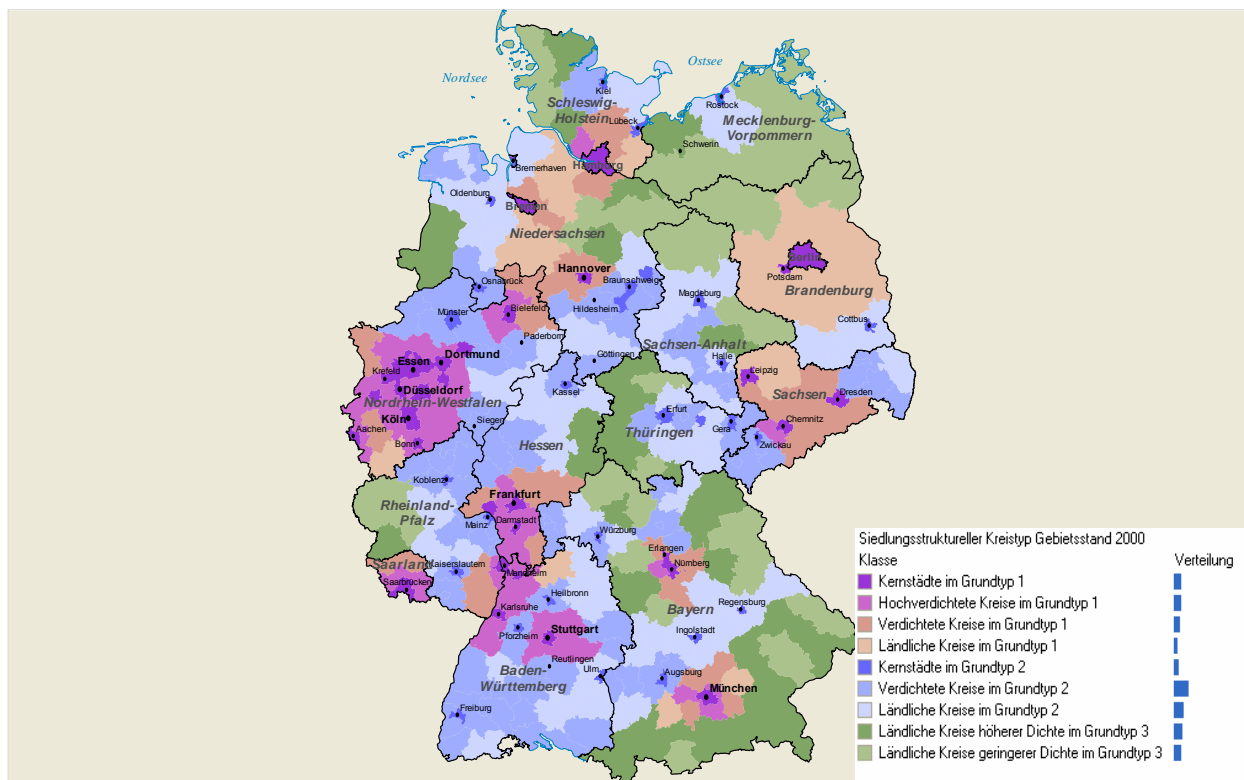 Nordsee
Ostsee
Kiel
Schleswig-
Holstein
Lübeck
Rostock
Mecklenburg-
Vorpommern
Schwerin
Hamburg
Bremerhaven
Oldenburg
Bremen
Niedersachsen
Hannover
Berlin
Potsdam
Brandenburg
Osnabrück
Braunschweig
Magdeburg
Hildesheim
Bielefeld
Münster
Cottbus
Paderborn
Sachsen-Anhalt
Göttingen
Halle
Essen
Dortmund
Krefeld
Düsseldorf
Nordrhein-Westfalen
Kassel
Leipzig
Sachsen
Dresden
Köln
Siegen
Erfurt
Thüringen
Gera
Chemnitz
Zwickau
Aachen
Bonn
Hessen
Koblenz
Frankfurt
Rheinland-
Pfalz
Mainz
Darmstadt
Würzburg
Erlangen
Nürnberg
Saarland
Kaiserslautern
Mannheim
Saarbrücken
Heilbronn
Karlsruhe
Bayern
Regensburg
Pforzheim
Stuttgart
Ingolstadt
Reutlingen
Baden-
Württemberg
Ulm
Augsburg
München
Freiburg
Siedlungsstruktureller Kreistyp Gebietsstand 2000
Klasse Verteilung
Kernstädte im Grundtyp 1
Hochverdichtete Kreise im Grundtyp 1
Verdichtete Kreise im Grundtyp 1
Ländliche Kreise im Grundtyp 1
Kernstädte im Grundtyp 2
Verdichtete Kreise im Grundtyp 2
Ländliche Kreise im Grundtyp 2
Ländliche Kreise höherer Dichte im Grundtyp 3
Ländliche Kreise geringerer Dichte im Grundtyp 3